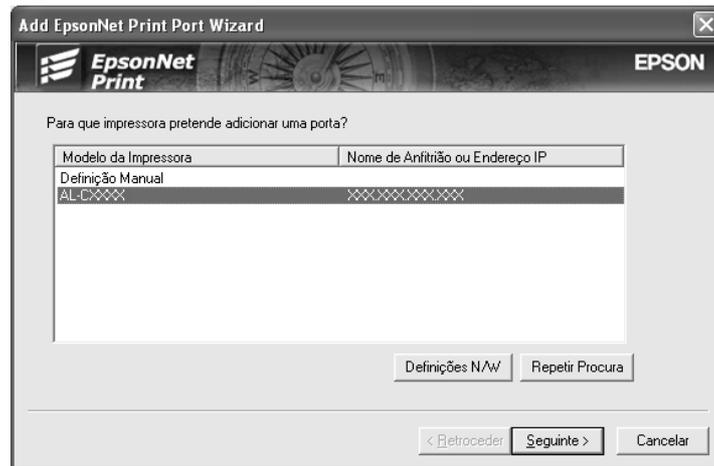 Add EpsonNet Print Port Wizard
EpsonNet
Print
EPSON
Para que impressora pretende adicionar uma porta?
Modelo da Impressora Nome de Anfitrião ou Endereço IP
Definição Manual
AL-CXXXX XXX.XXX.XXX.XXX
Definições N/W Repetir Procura
< Retroceder Seguinte > Cancelar